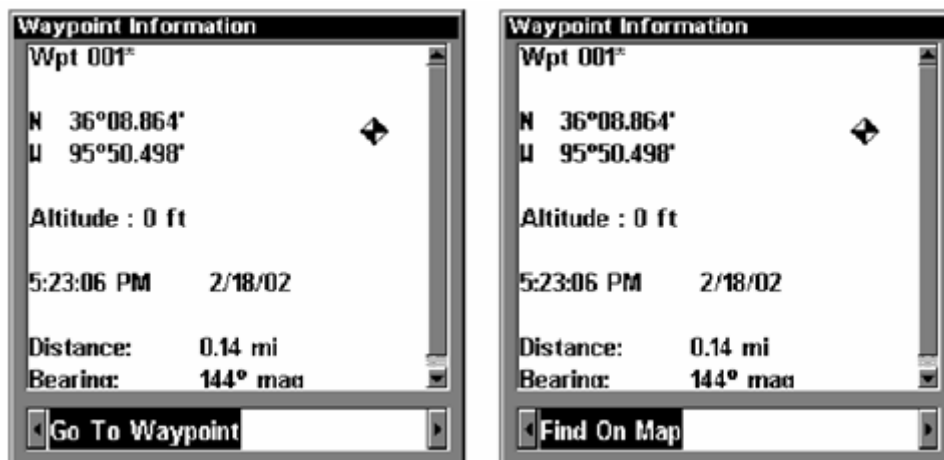 Waypoint Information
Wpt 001*
N 36°08.864'
W 95°50.498'
Altitude : 0 ft
5:23:06 PM 2/18/02
Distance: 0.14 mi
Bearing: 144° mag
Go To Waypoint
Waypoint Information
Wpt 001*
N 36°08.864'
W 95°50.498'
Altitude : 0 ft
5:23:06 PM 2/18/02
Distance: 0.14 mi
Bearing: 144° mag
Find On Map